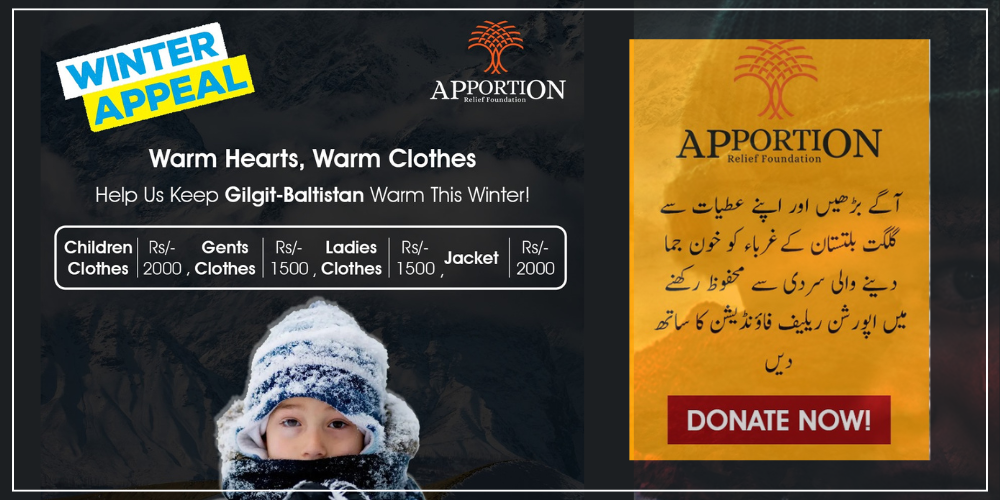 WINTER
APPEAL
APPORTION
Relief Foundation
Warm Hearts, Warm Clothes
Help Us Keep Gilgit-Baltistan Warm This Winter!
Children Clothes | Rs/- 2000 , Gents Clothes | Rs/- 1500 , Ladies Clothes | Rs/- 1500 , Jacket | Rs/- 2000
APPORTION
Relief Foundation
آگے بڑھیں اور اپنے عطیات سے
گلگت بلتستان کے غرباء کو خون جما
دینے والی سردی سے محفوظ رکھنے
میں اپورشن ریلیف فاؤنڈیشن کا ساتھ
دیں
DONATE NOW!